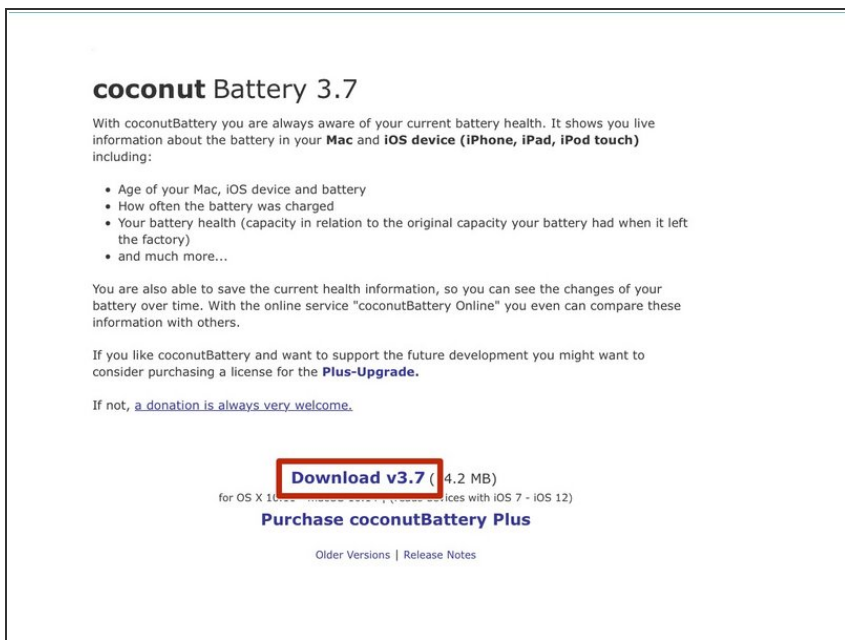 coconut Battery 3.7
With coconutBattery you are always aware of your current battery health. It shows you live
information about the battery in your Mac and iOS device (iPhone, iPad, iPod touch)
including:
• Age of your Mac, iOS device and battery
• How often the battery was charged
• Your battery health (capacity in relation to the original capacity your battery had when it left
the factory)
• and much more...
You are also able to save the current health information, so you can see the changes of your
battery over time. With the online service "coconutBattery Online" you even can compare these
information with others.
If you like coconutBattery and want to support the future development you might want to
consider purchasing a license for the Plus-Upgrade.
If not, a donation is always very welcome.
Download v3.7 ( 4.2 MB)
for OS X devices with iOS 7 - iOS 12)
Purchase coconutBattery Plus
Older Versions | Release Notes